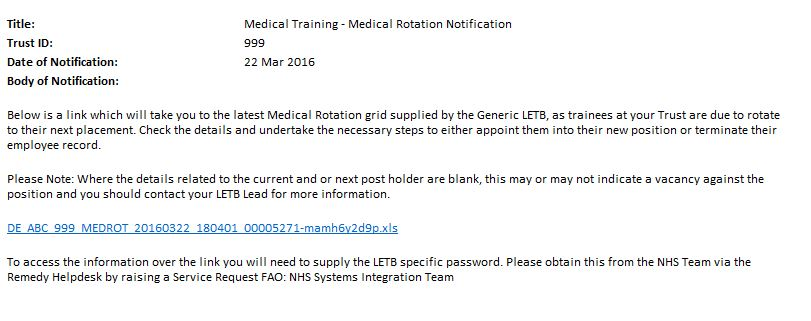 Title: Medical Training - Medical Rotation Notification
Trust ID: 999
Date of Notification: 22 Mar 2016
Body of Notification:
Below is a link which will take you to the latest Medical Rotation grid supplied by the Generic LETB, as trainees at your Trust are due to rotate
to their next placement. Check the details and undertake the necessary steps to either appoint them into their new position or terminate their
employee record.
Please Note: Where the details related to the current and or next post holder are blank, this may or may not indicate a vacancy against the
position and you should contact your LETB Lead for more information.
DE_ABC_999_MEDROT_20160322_180401_00005271-mamh6y2d9p.xls
To access the information over the link you will need to supply the LETB specific password. Please obtain this from the NHS Team via the
Remedy Helpdesk by raising a Service Request FAO: NHS Systems Integration Team